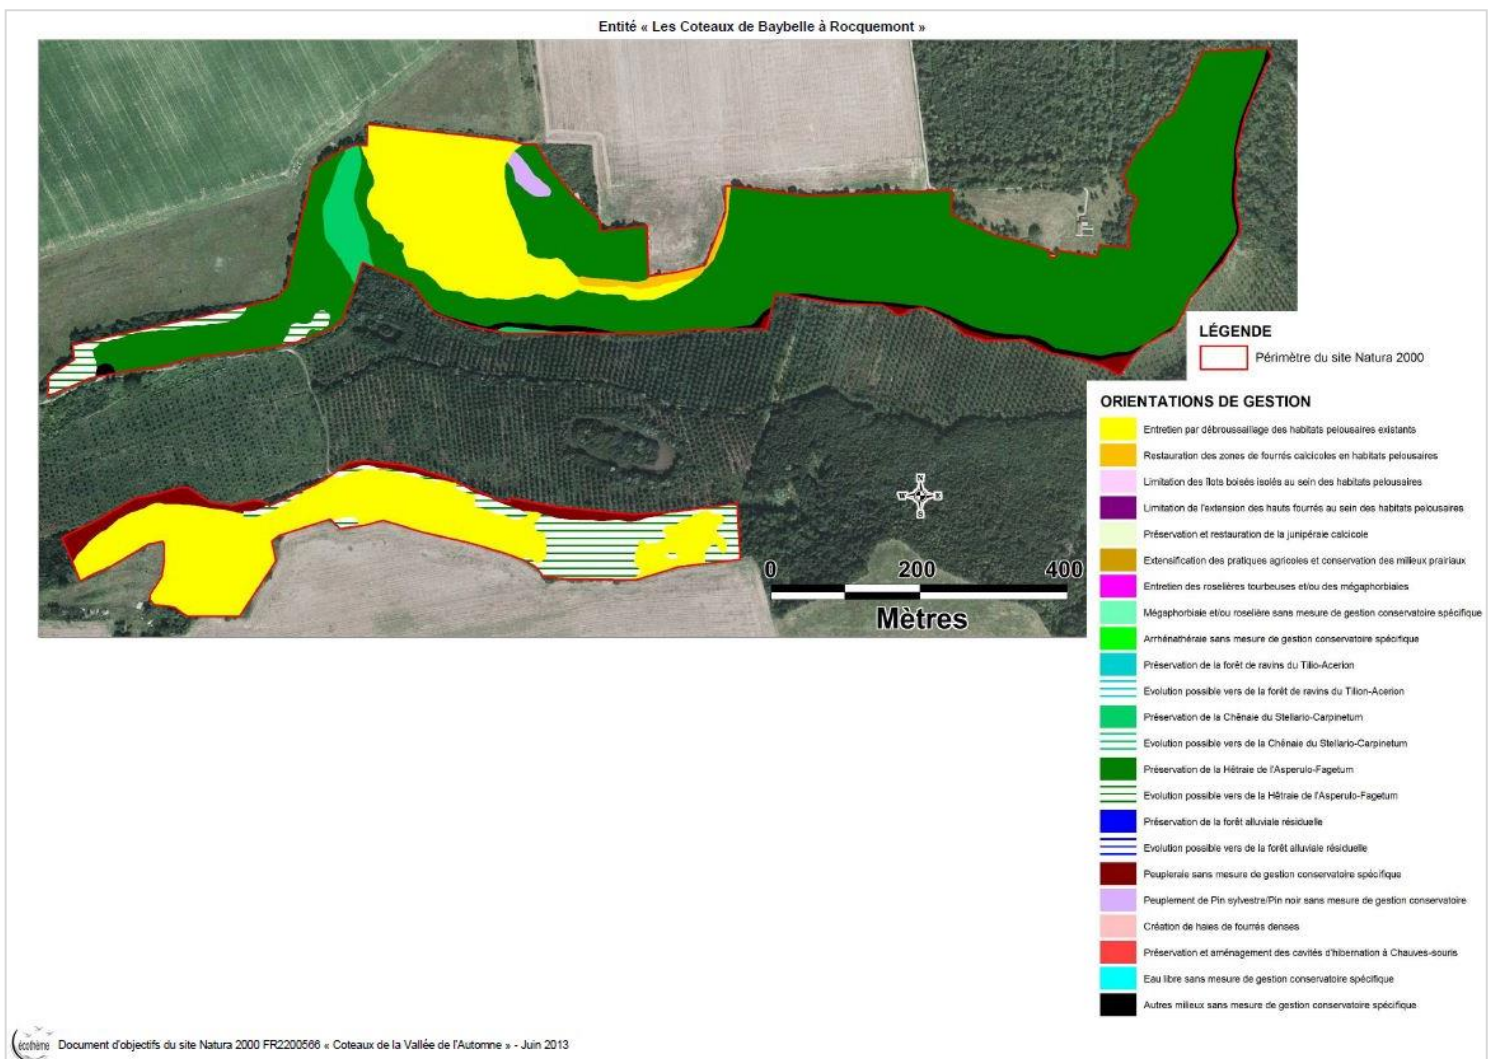 Entité « Les Coteaux de Baybelle à Rocquemont »
LÉGENDE
Périmètre du site Natura 2000
ORIENTATIONS DE GESTION
Entretien par débroussaillage des habitats pelousaires existants
Restauration des zones de fourrés calcicoles en habitats pelousaires
Limitation des îlots boisés isolés au sein des habitats pelousaires
Limitation de l'extension des hauts fourrés au sein des habitats pelousaires
Préservation et restauration de la junipéraie calcicole
Extensification des pratiques agricoles et conservation des milieux prairiaux
Entretien des roselières tourbeuses et/ou des mégaphorbiaies
Mégaphorbiaie et/ou roselière sans mesure de gestion conservatoire spécifique
Arrhénathéraie sans mesure de gestion conservatoire spécifique
Préservation de la forêt de ravins du Tilio-Acerion
Evolution possible vers de la forêt de ravins du Tilion-Acerion
Préservation de la Chênaie du Stellario-Carpinetum
Evolution possible vers de la Chênaie du Stellario-Carpinetum
Préservation de la Hêtraie de l'Asperulo-Fagetum
Evolution possible vers de la Hêtraie de l'Asperulo-Fagetum
Préservation de la forêt alluviale résiduelle
Evolution possible vers de la forêt alluviale résiduelle
Peupleraie sans mesure de gestion conservatoire spécifique
Peuplement de Pin sylvestre/Pin noir sans mesure de gestion conservatoire
Création de haies de fourrés denses
Préservation et aménagement des cavités d'hibernation à Chauves-souris
Eau libre sans mesure de gestion conservatoire spécifique
Autres milieux sans mesure de gestion conservatoire spécifique
N
W E
S
0 200 400
Mètres
écothème Document d'objectifs du site Natura 2000 FR2200566 « Coteaux de la Vallée de l'Automne » - Juin 2013